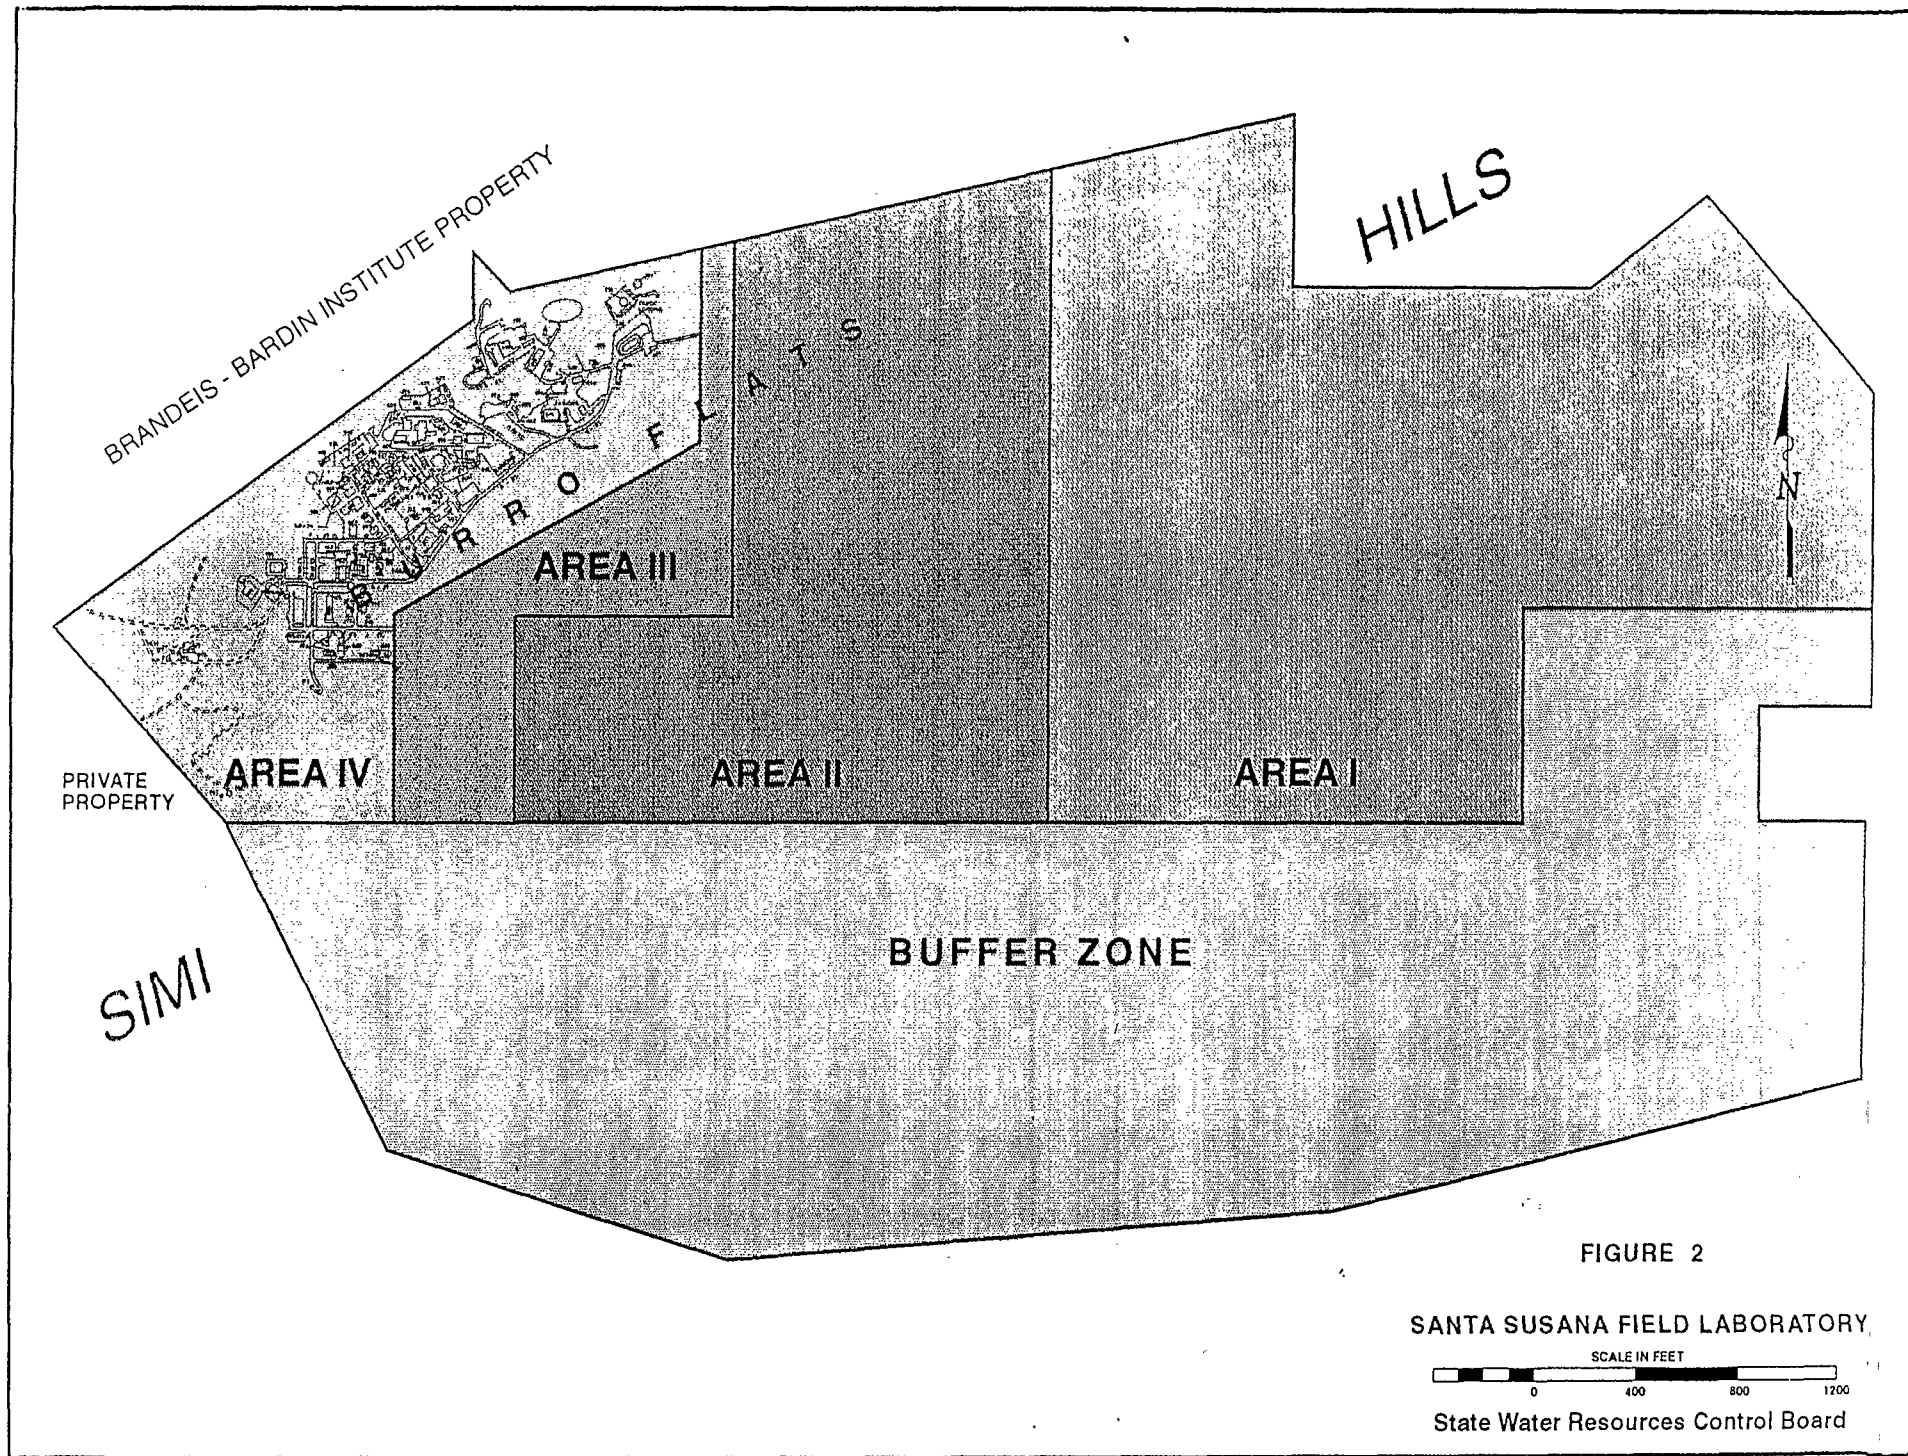 HILLS
BRANDEIS - BARDIN INSTITUTE PROPERTY
BURRO FLATS
N
AREA III
AREA IV
AREA II
AREA I
PRIVATE
PROPERTY
BUFFER ZONE
SIMI
FIGURE 2
SANTA SUSANA FIELD LABORATORY
SCALE IN FEET
0 400 800 1200
State Water Resources Control Board